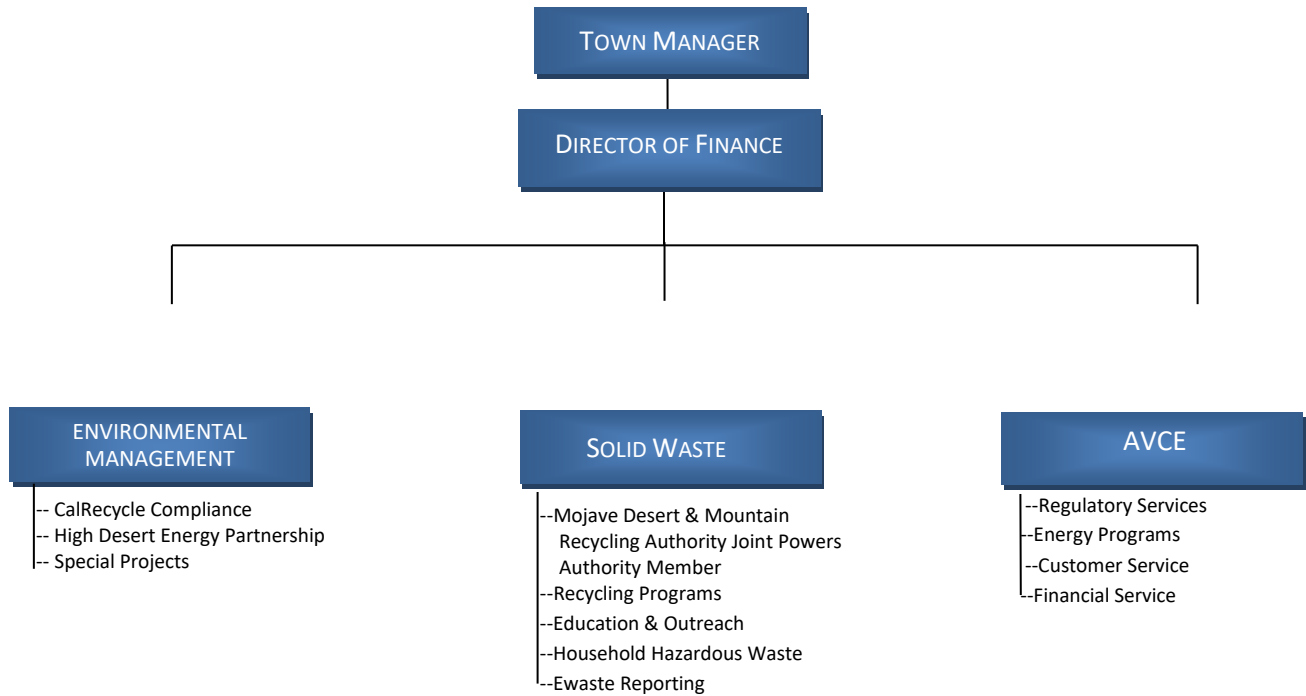 TOWN MANAGER
DIRECTOR OF FINANCE
ENVIRONMENTAL
MANAGEMENT
-- CalRecycle Compliance
-- High Desert Energy Partnership
-- Special Projects
SOLID WASTE
--Mojave Desert & Mountain
Recycling Authority Joint Powers
Authority Member
--Recycling Programs
--Education & Outreach
--Household Hazardous Waste
--Ewaste Reporting
AVCE
--Regulatory Services
--Energy Programs
--Customer Service
--Financial Service